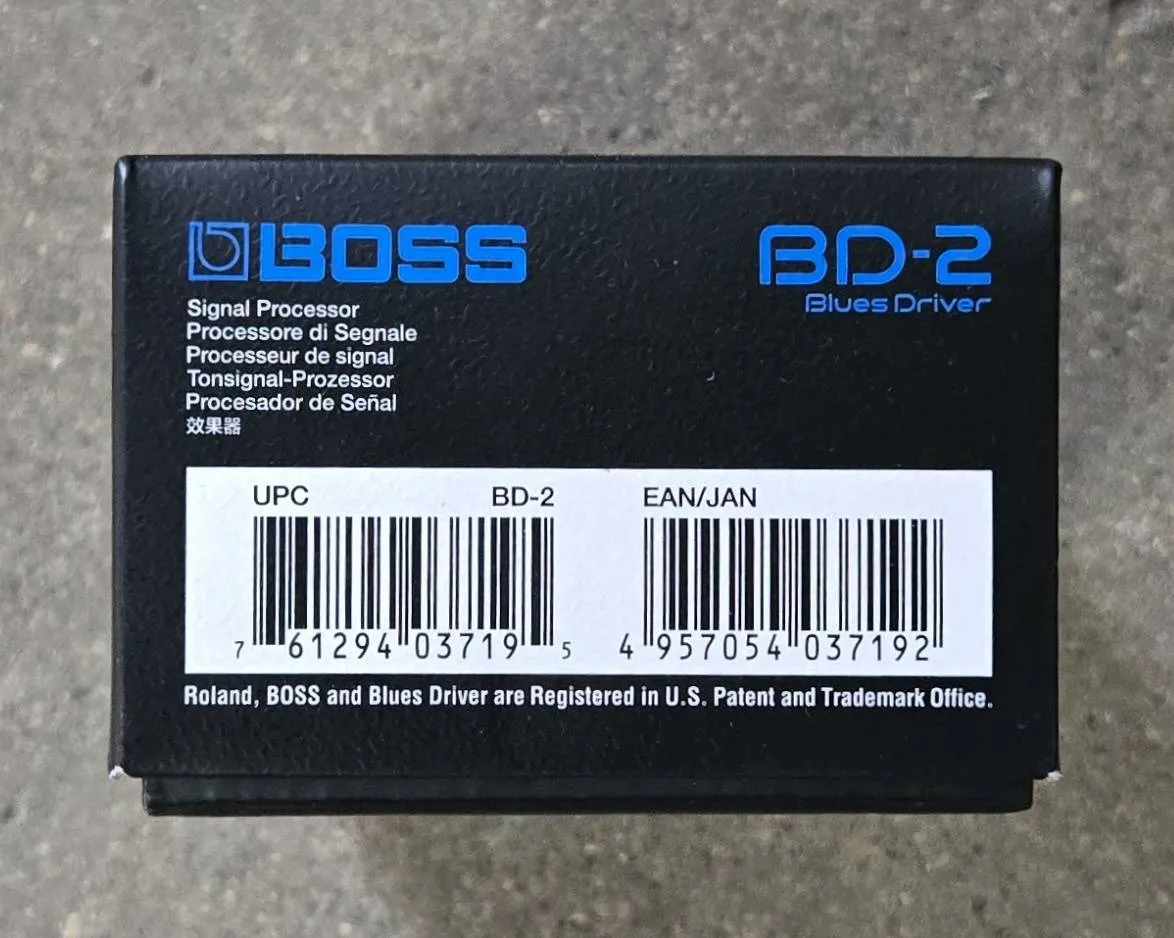 BOSS
BD-2
Blues Driver
Signal Processor
Processore di Segnale
Processeur de signal
Tonsignal-Prozessor
Procesador de Señal
效果器
UPC BD-2
7 61294 03719 5
EAN/JAN
4 957054 037192
Roland, BOSS and Blues Driver are Registered in U.S. Patent and Trademark Office.